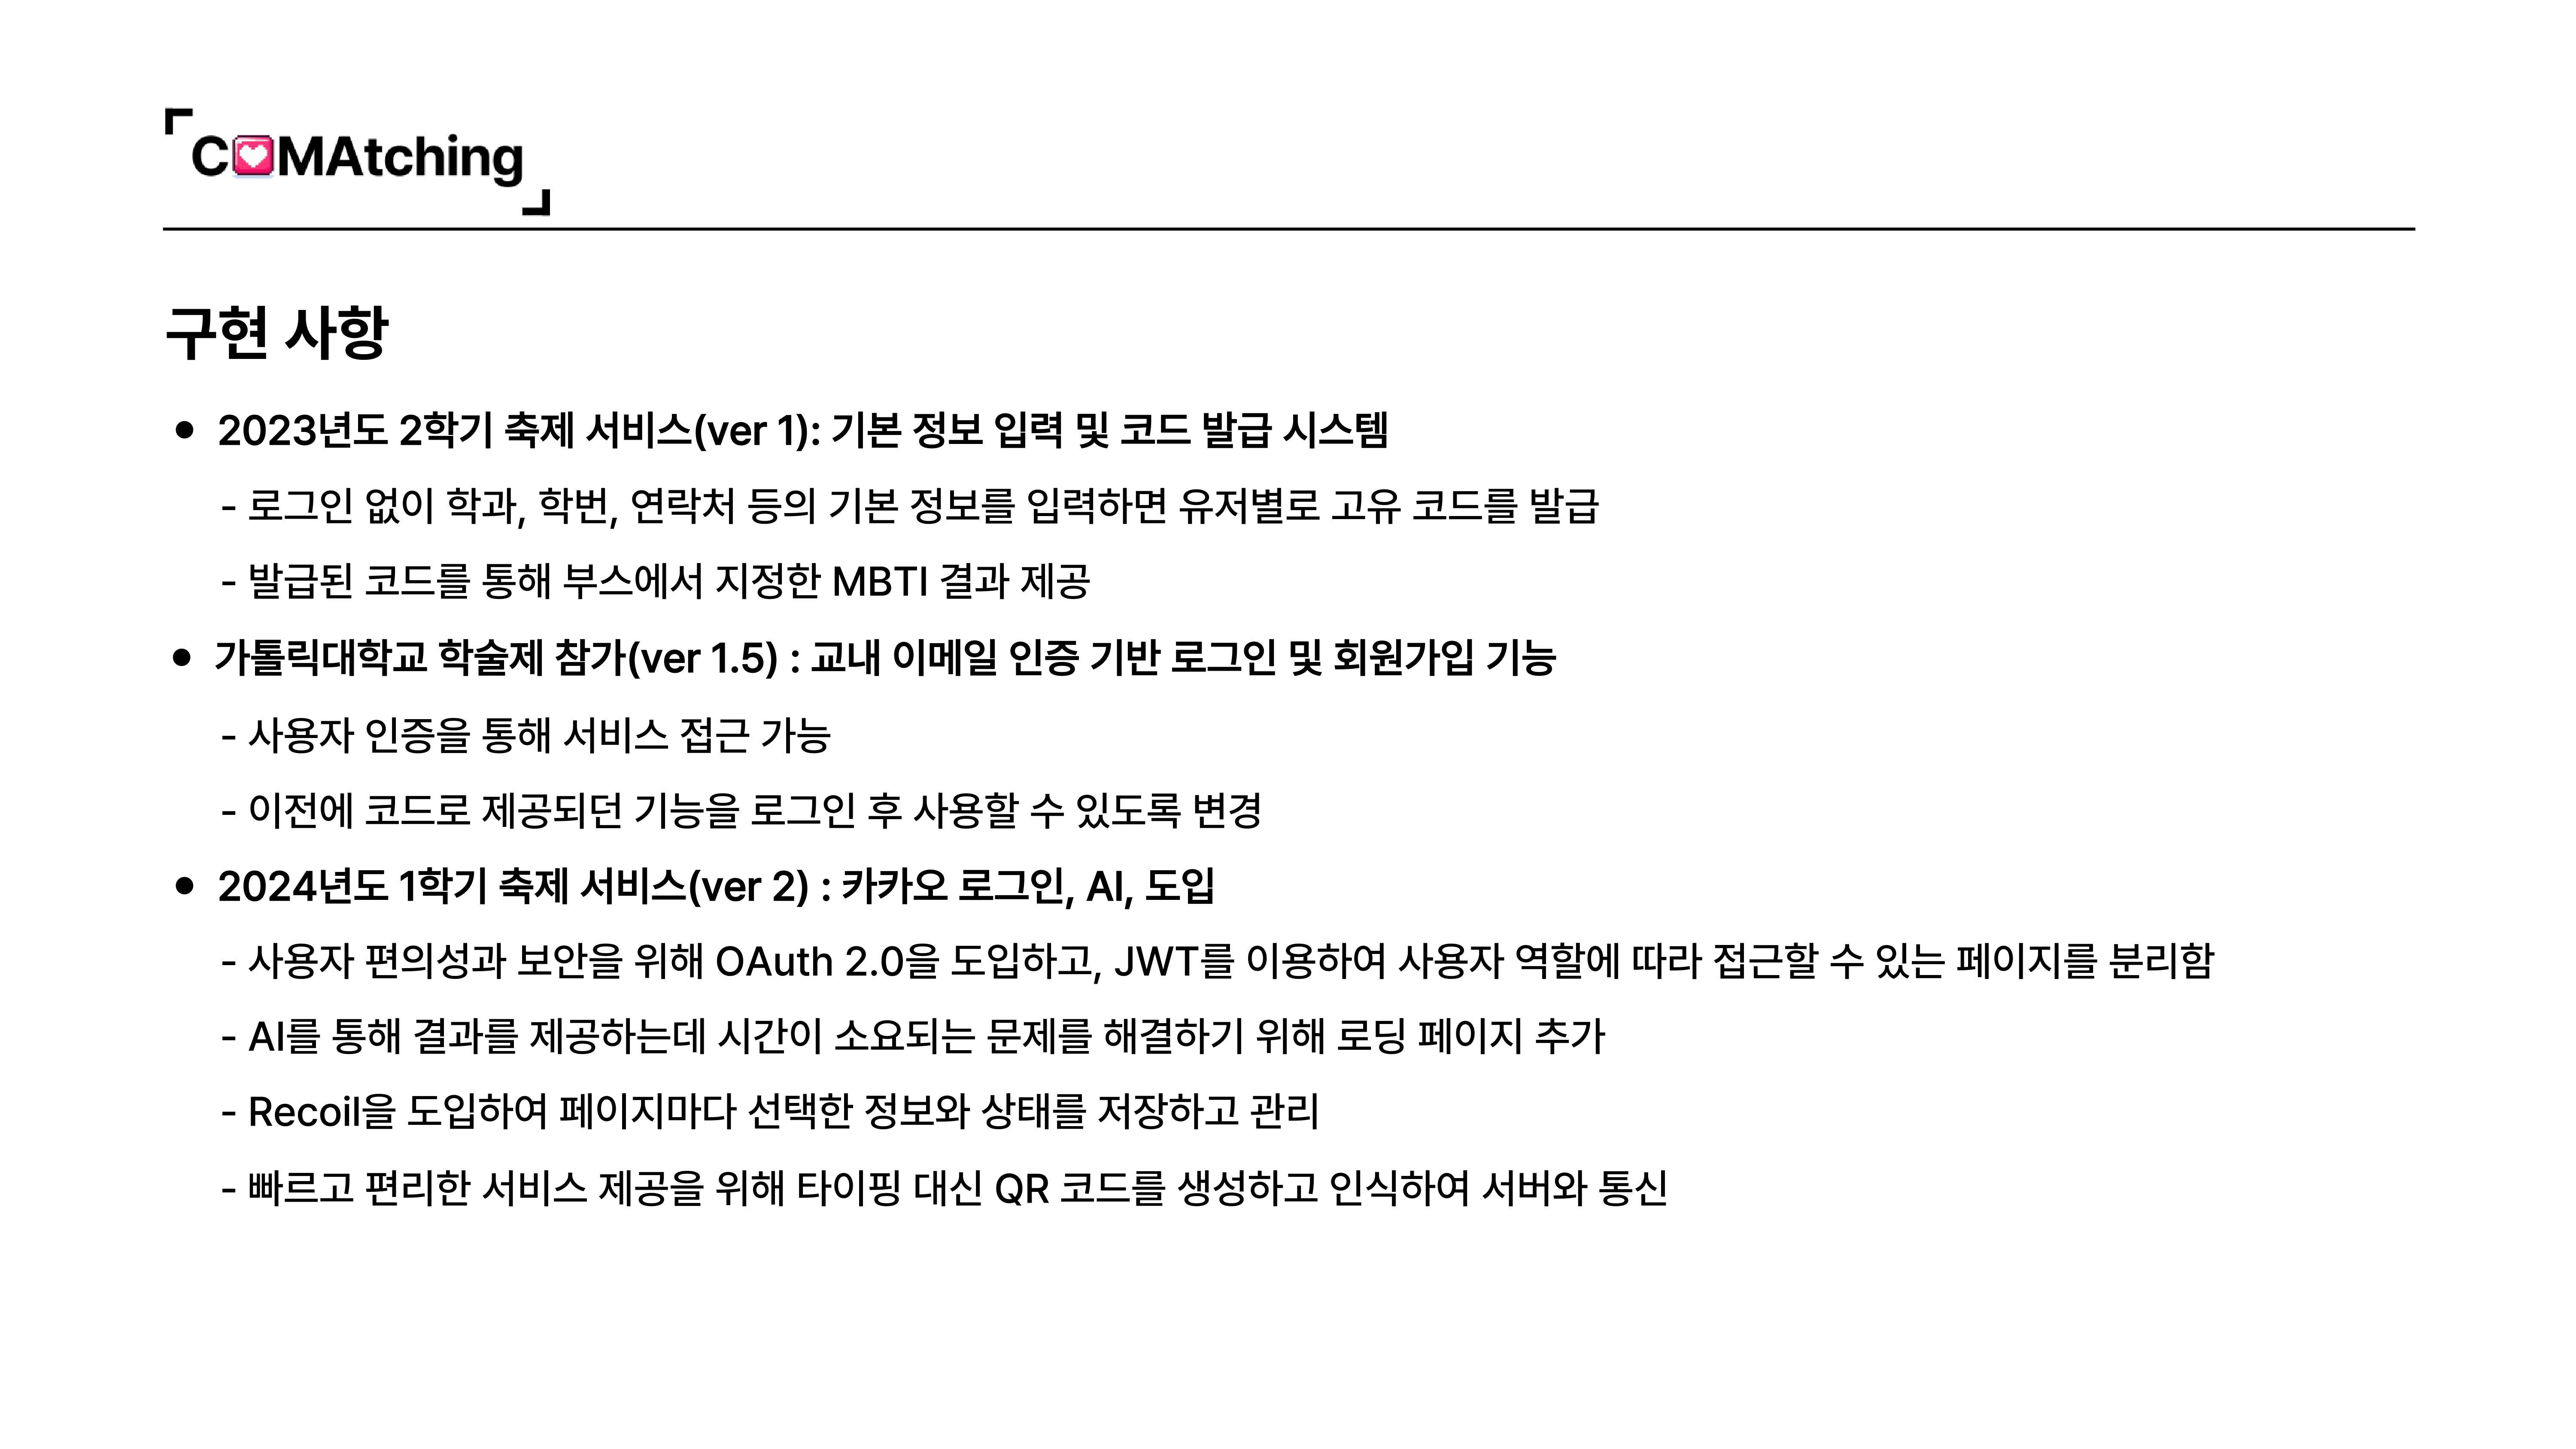 COMAtching
구현 사항
• 2023년도 2학기 축제 서비스(ver 1): 기본 정보 입력 및 코드 발급 시스템
- 로그인 없이 학과, 학번, 연락처 등의 기본 정보를 입력하면 유저별로 고유 코드를 발급
- 발급된 코드를 통해 부스에서 지정한 MBTI 결과 제공
• 가톨릭대학교 학술제 참가(ver 1.5) : 교내 이메일 인증 기반 로그인 및 회원가입 기능
- 사용자 인증을 통해 서비스 접근 가능
- 이전에 코드로 제공되던 기능을 로그인 후 사용할 수 있도록 변경
• 2024년도 1학기 축제 서비스(ver 2) : 카카오 로그인, AI, 도입
- 사용자 편의성과 보안을 위해 OAuth 2.0을 도입하고, JWT를 이용하여 사용자 역할에 따라 접근할 수 있는 페이지를 분리함
- AI를 통해 결과를 제공하는데 시간이 소요되는 문제를 해결하기 위해 로딩 페이지 추가
- Recoil을 도입하여 페이지마다 선택한 정보와 상태를 저장하고 관리
- 빠르고 편리한 서비스 제공을 위해 타이핑 대신 QR 코드를 생성하고 인식하여 서버와 통신